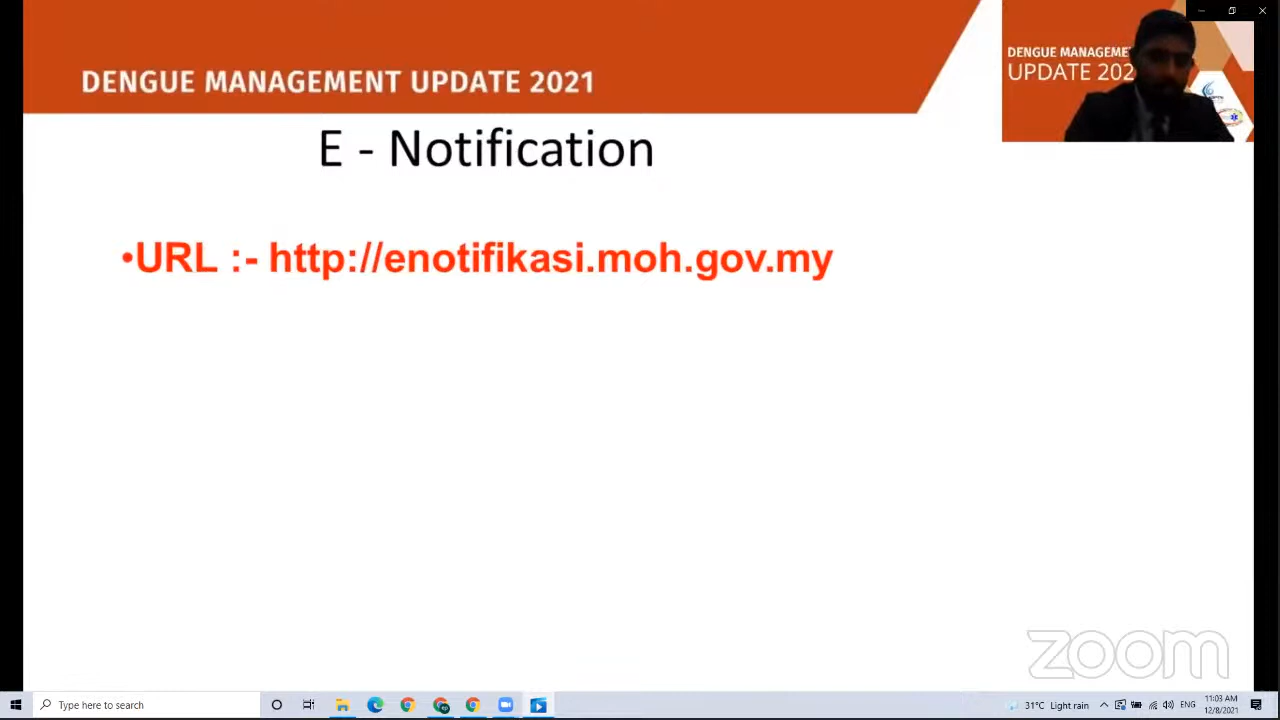 DENGUE MANAGEMENT UPDATE 2021
DENGUE MANAGEME
UPDATE 202
E - Notification
•URL :- http://enotifikasi.moh.gov.my
zoom
Type here to search
31°C Light rain
ENG
11:03 AM
12/8/2021